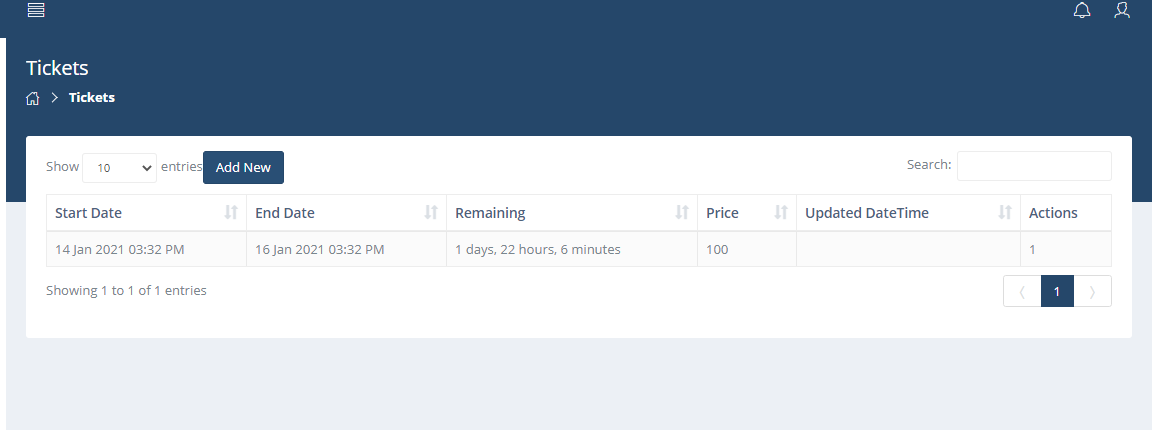 Tickets
Tickets
Show 10 entries Add New Search:
Start Date End Date Remaining Price Updated DateTime Actions
14 Jan 2021 03:32 PM 16 Jan 2021 03:32 PM 1 days, 22 hours, 6 minutes 100 1
Showing 1 to 1 of 1 entries 1